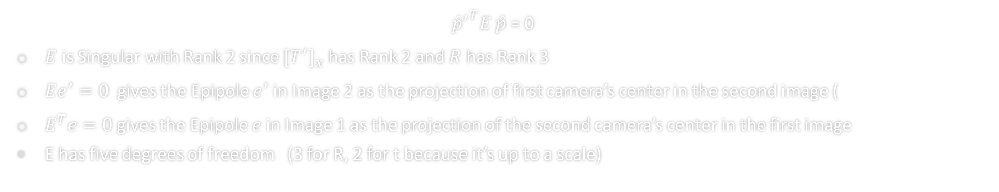 p̂′ᵀ E p̂ = 0
○ E is Singular with Rank 2 since [T′]ₓ has Rank 2 and R has Rank 3
○ Ee′ = 0 gives the Epipole e′ in Image 2 as the projection of first camera's center in the second image (
○ Eᵀe = 0 gives the Epipole e in Image 1 as the projection of the second camera's center in the first image
● E has five degrees of freedom (3 for R, 2 for t because it's up to a scale)